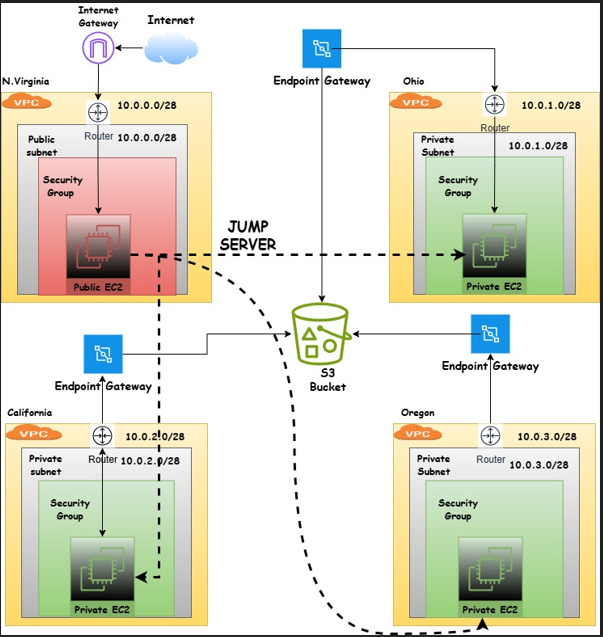 Internet
Gateway
Internet
Endpoint Gateway
N.Virginia
VPC
10.0.0.0/28
Router
10.0.0.0/28
Public
subnet
Security
Group
Public EC2
Ohio
VPC
10.0.1.0/28
Router
Private
Subnet
10.0.1.0/28
Security
Group
Private EC2
JUMP
SERVER
S3
Bucket
Endpoint Gateway
Endpoint Gateway
California
VPC
10.0.2.0/28
Private
subnet
Router
10.0.2.0/28
Security
Group
Private EC2
Oregon
VPC
10.0.3.0/28
Private
Subnet
Router
10.0.3.0/28
Security
Group
Private EC2